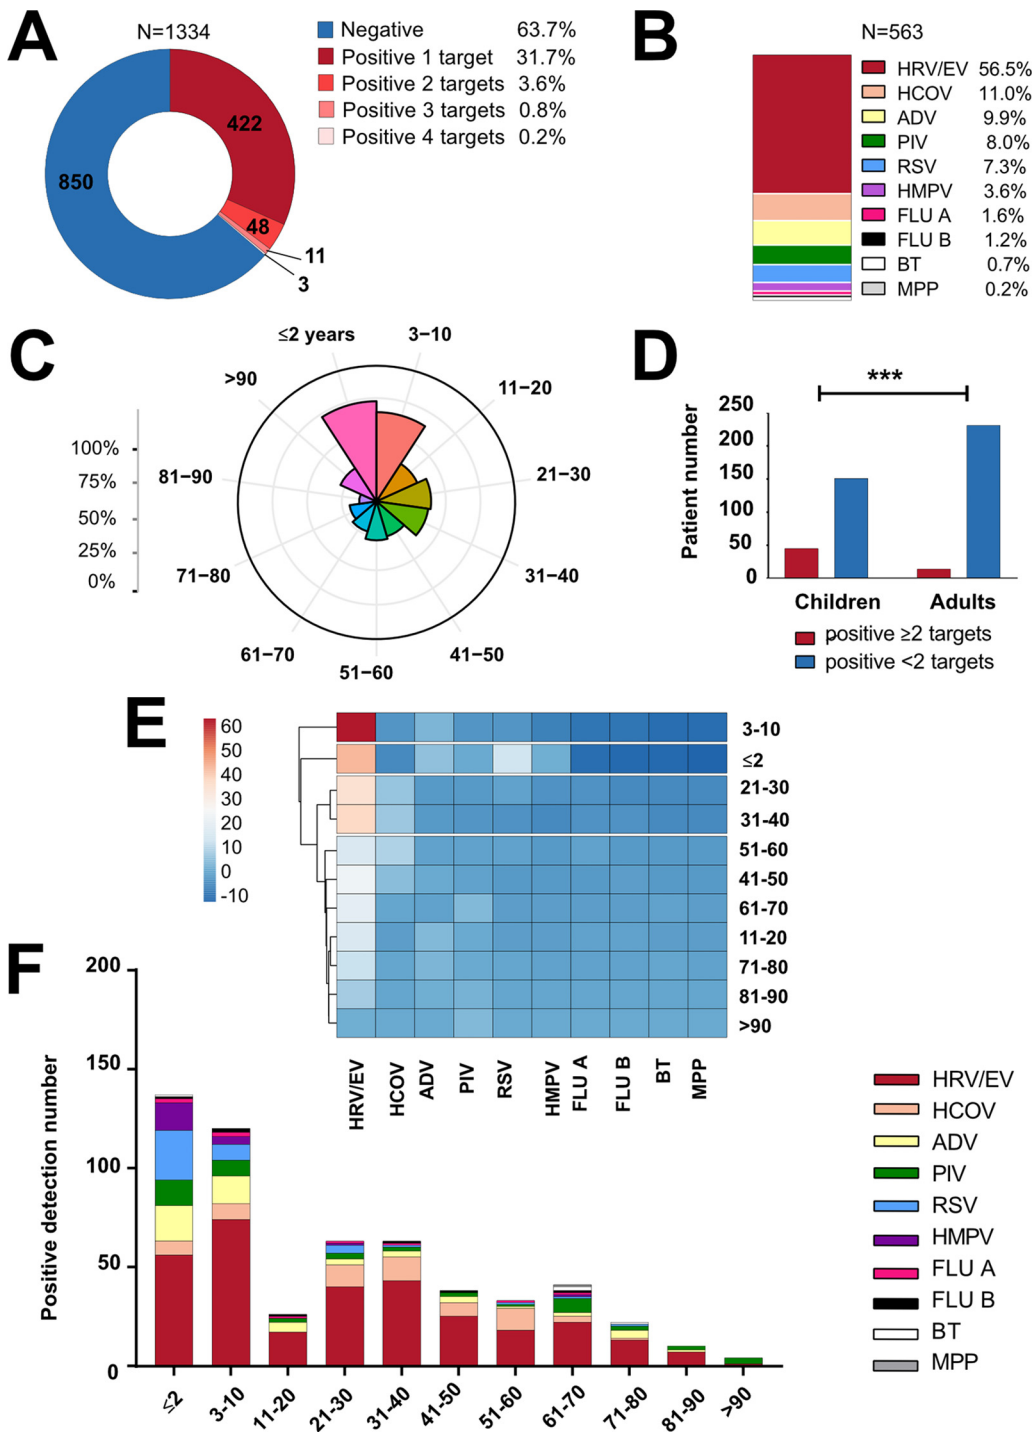 A
N=1334
Negative 63.7%
Positive 1 target 31.7%
Positive 2 targets 3.6%
Positive 3 targets 0.8%
Positive 4 targets 0.2%
422
850
48
11
3
B
N=563
HRV/EV 56.5%
HCOV 11.0%
ADV 9.9%
PIV 8.0%
RSV 7.3%
HMPV 3.6%
FLU A 1.6%
FLU B 1.2%
BT 0.7%
MPP 0.2%
C
≤2 years
3−10
11−20
21−30
31−40
41−50
51−60
61−70
71−80
81−90
>90
100%
75%
50%
25%
0%
D
***
Patient number
250
200
150
100
50
0
Children Adults
positive ≥2 targets
positive <2 targets
E
60
50
40
30
20
10
0
-10
3-10
≤2
21-30
31-40
51-60
41-50
61-70
11-20
71-80
81-90
>90
HRV/EV
HCOV
ADV
PIV
RSV
HMPV
FLU A
FLU B
BT
MPP
F
Positive detection number
200
150
100
50
0
≤2
3-10
11-20
21-30
31-40
41-50
51-60
61-70
71-80
81-90
>90
HRV/EV
HCOV
ADV
PIV
RSV
HMPV
FLU A
FLU B
BT
MPP